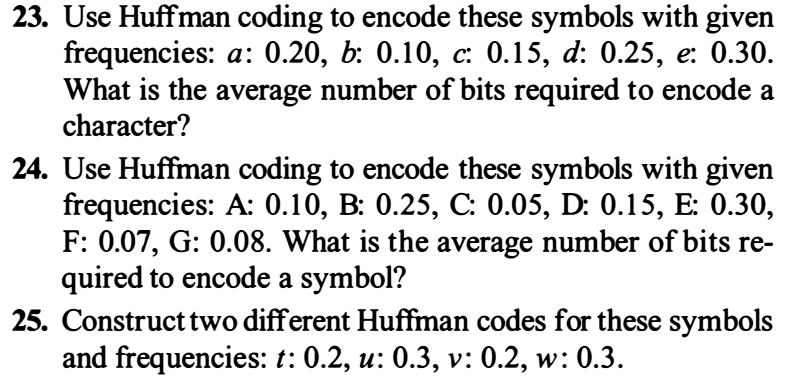 23. Use Huffman coding to encode these symbols with given
frequencies: a: 0.20, b: 0.10, c: 0.15, d: 0.25, e: 0.30.
What is the average number of bits required to encode a
character?
24. Use Huffman coding to encode these symbols with given
frequencies: A: 0.10, B: 0.25, C: 0.05, D: 0.15, E: 0.30,
F: 0.07, G: 0.08. What is the average number of bits re-
quired to encode a symbol?
25. Construct two different Huffman codes for these symbols
and frequencies: t: 0.2, u: 0.3, v: 0.2, w: 0.3.